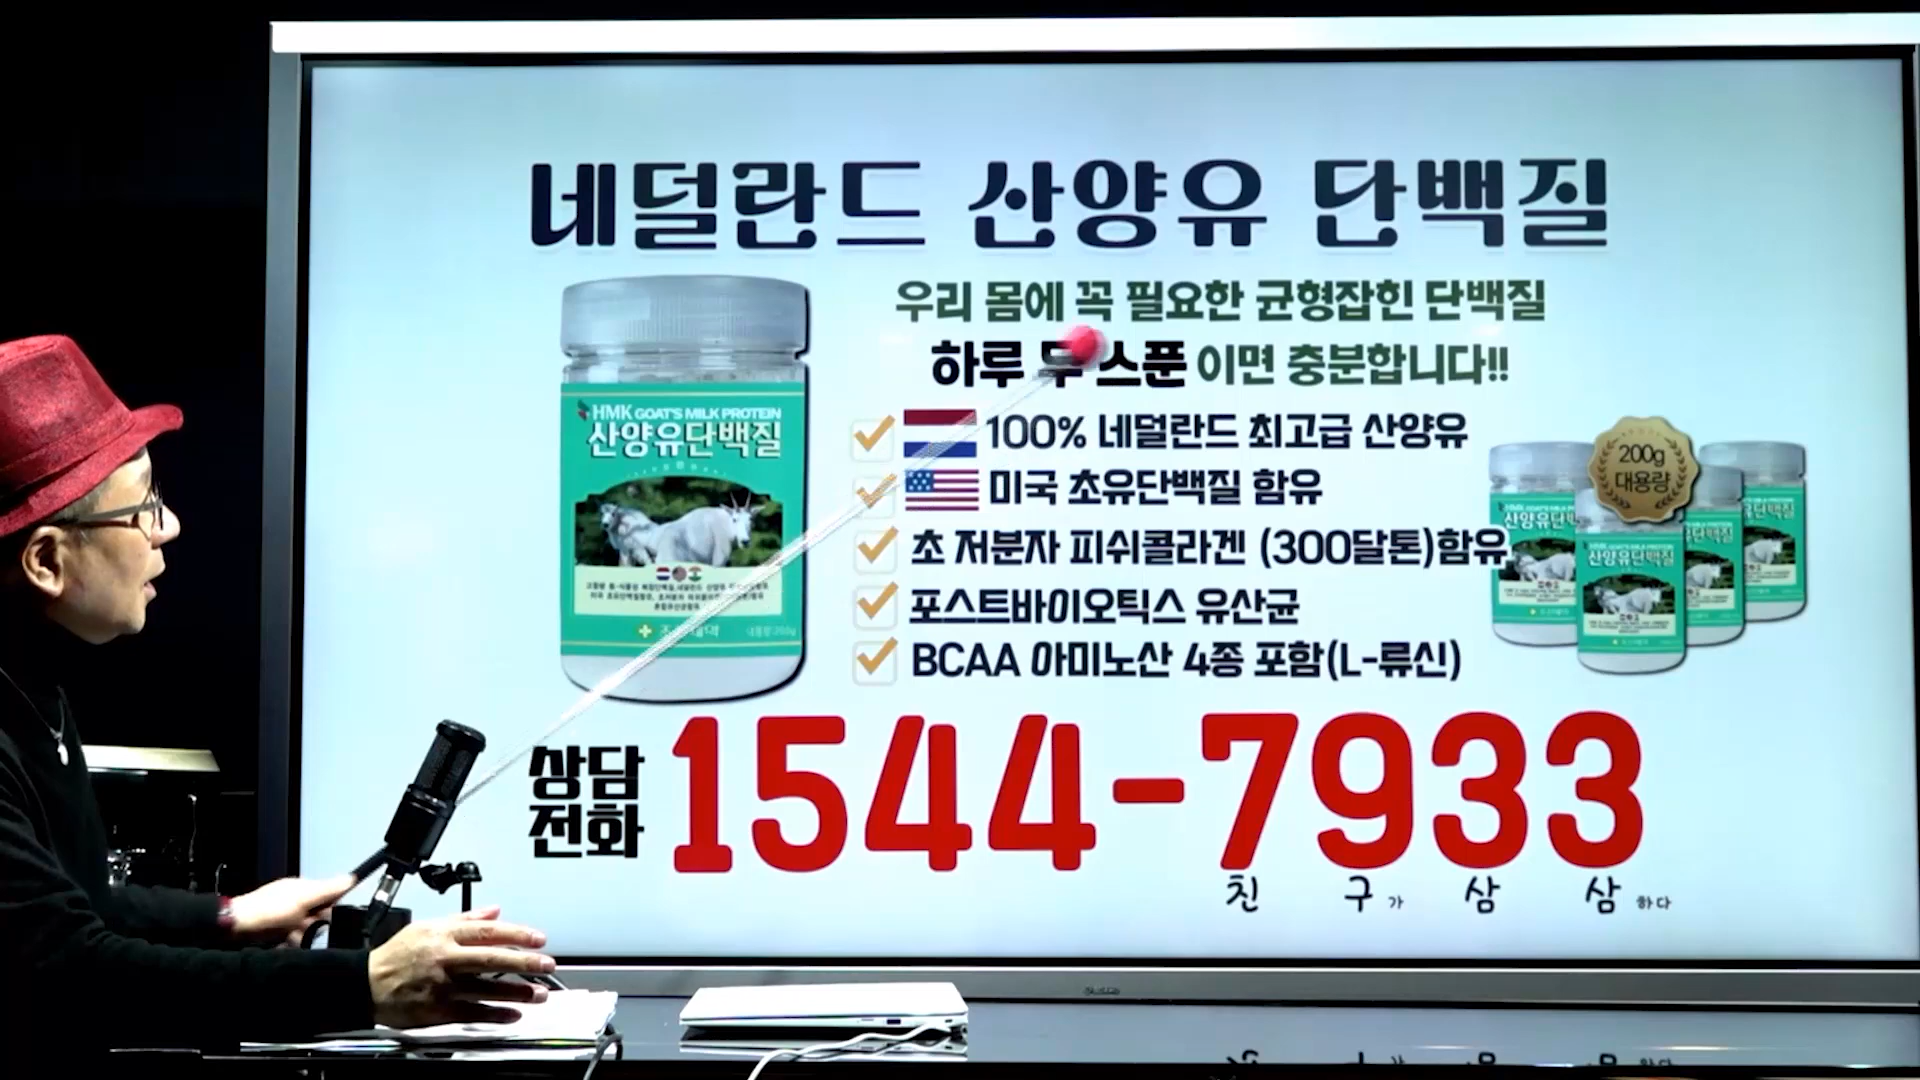 네덜란드 산양유 단백질
우리 몸에 꼭 필요한 균형잡힌 단백질
하루 두 스푼 이면 충분합니다!!
100% 네덜란드 최고급 산양유
미국 초유단백질 함유
초 저분자 피쉬콜라겐 (300달톤)함유
포스트바이오틱스 유산균
BCAA 아미노산 4종 포함(L-류신)
HMK GOAT'S MILK PROTEIN
산양유단백질
200g
대용량
산양유단백질
상담
전화
1544-7933
친 구가 삼 삼하다